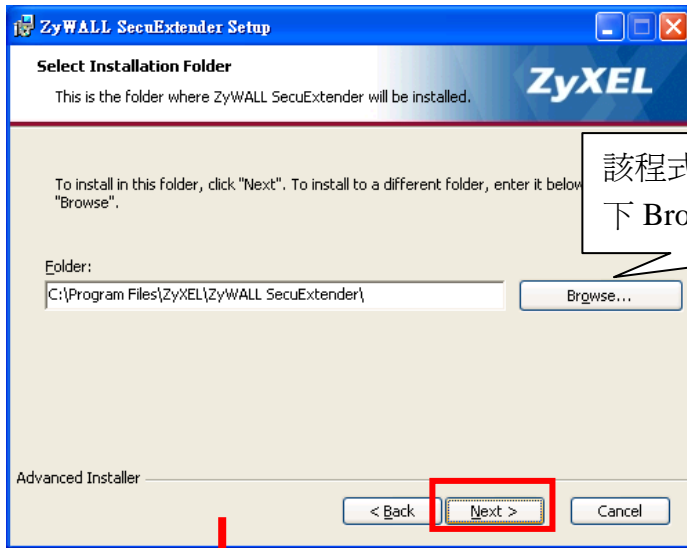 ZyWALL SecuExtender Setup
Select Installation Folder
This is the folder where ZyWALL SecuExtender will be installed.
ZyXEL
To install in this folder, click "Next". To install to a different folder, enter it below
"Browse".
該程式
下 Bro
Folder:
C:\Program Files\ZyXEL\ZyWALL SecuExtender\
Browse...
Advanced Installer
< Back
Next >
Cancel